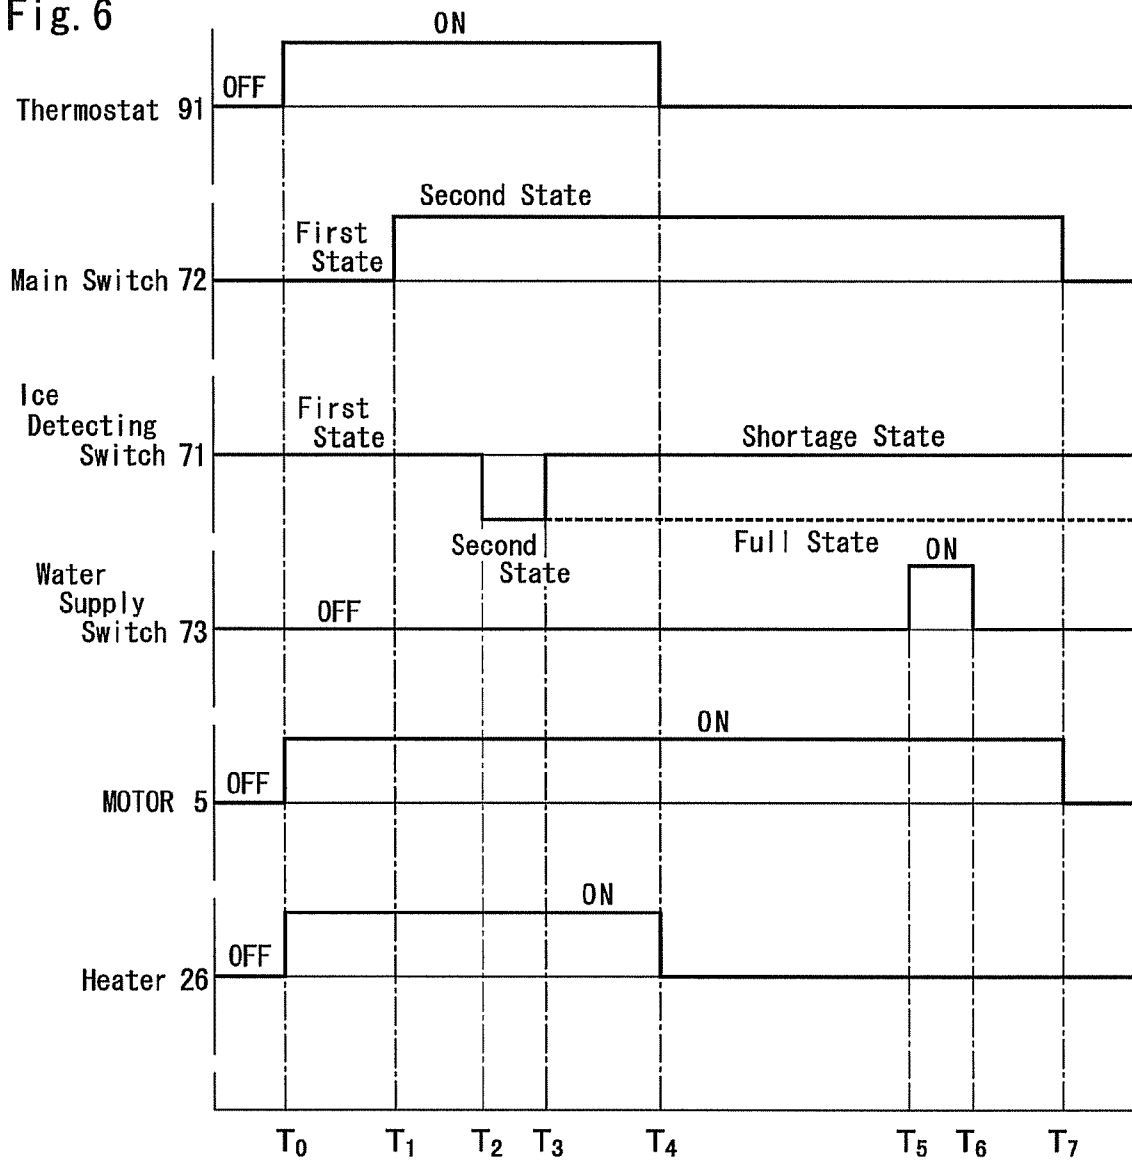 Fig. 6
ON
OFF
Thermostat 91
Second State
First
State
Main Switch 72
Ice
Detecting
Switch 71
First
State
Shortage State
Second
State
Full State
ON
Water
Supply
Switch 73
OFF
ON
OFF
MOTOR 5
ON
OFF
Heater 26
T0 T1 T2 T3 T4 T5 T6 T7